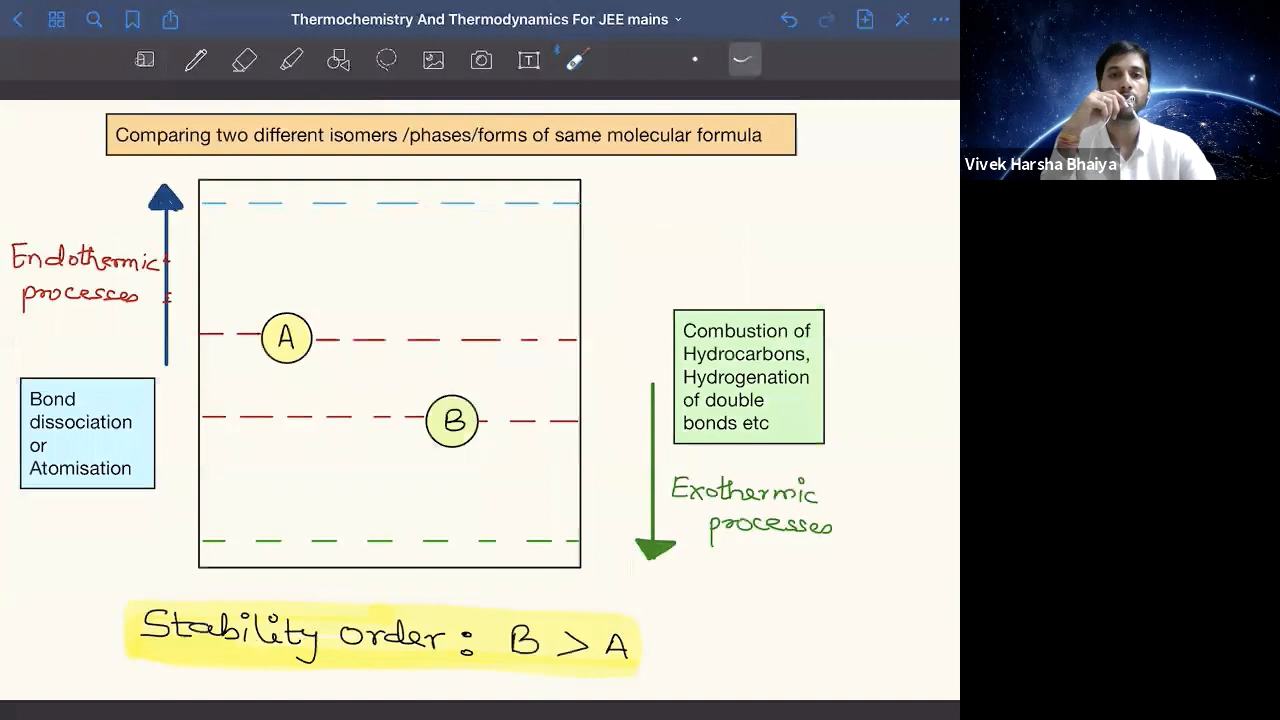 Thermochemistry And Thermodynamics For JEE mains
T
Vivek Harsha Bhaiya
Comparing two different isomers /phases/forms of same molecular formula
Endothermic
processes
A
B
Bond
dissociation
or
Atomisation
Combustion of
Hydrocarbons,
Hydrogenation
of double
bonds etc
Exothermic
processes
Stability order: B > A